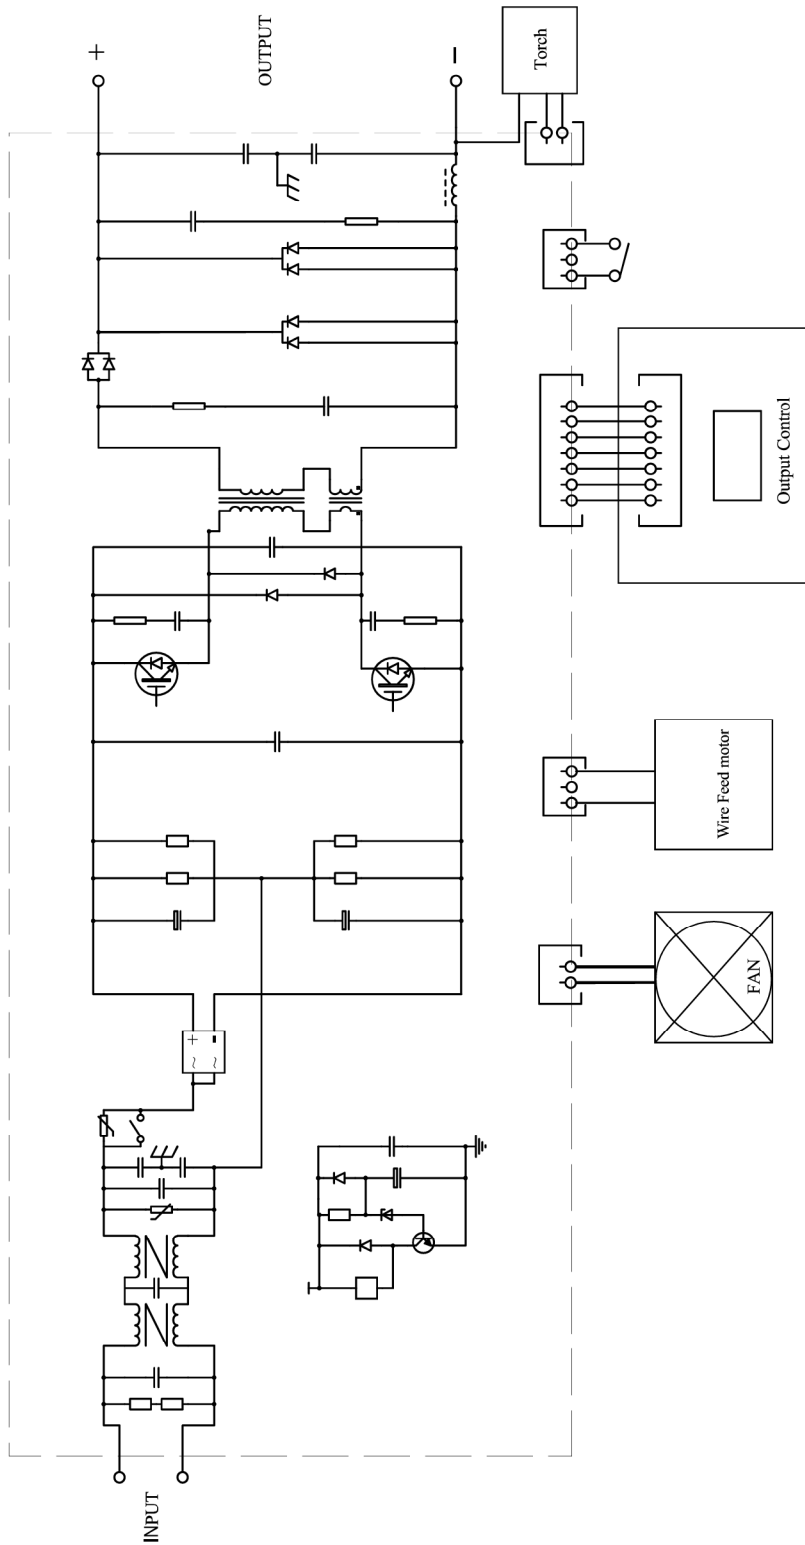 INPUT
+
~
~
-
+
OUTPUT
-
Torch
Output Control
Wire Feed motor
FAN